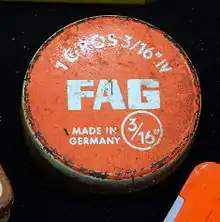 1 GROS 3/16" IV
FAG
MADE IN
GERMANY
3/16"